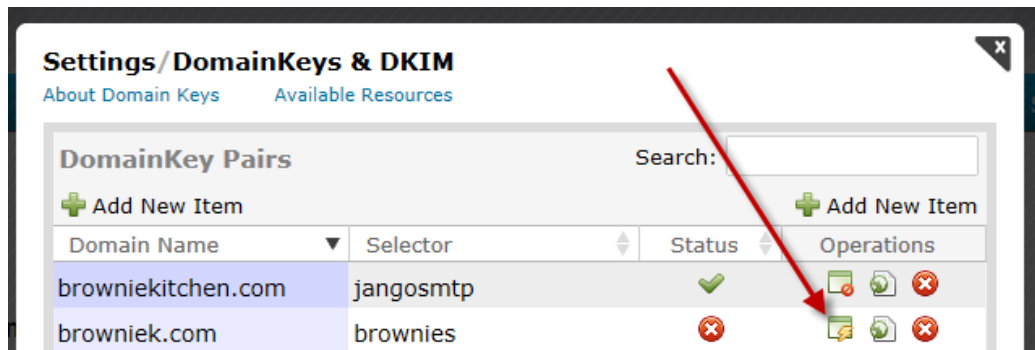 Settings/DomainKeys & DKIM
x
About Domain Keys Available Resources
DomainKey Pairs Search:
Add New Item Add New Item
Domain Name Selector Status Operations
browniekitchen.com jangosmtp
browniek.com brownies